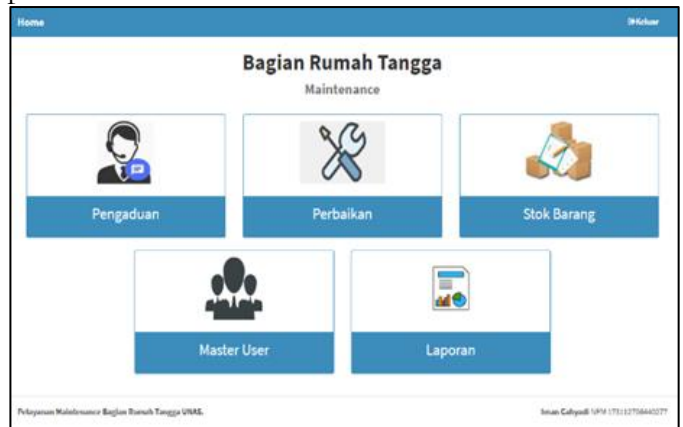 Home Keluar
Bagian Rumah Tangga
Maintenance
Pengaduan Perbaikan Stok Barang
Master User Laporan
Pelayanan Maintenance Bagian Rumah Tangga UNAS. Iman Cahyadi NPM